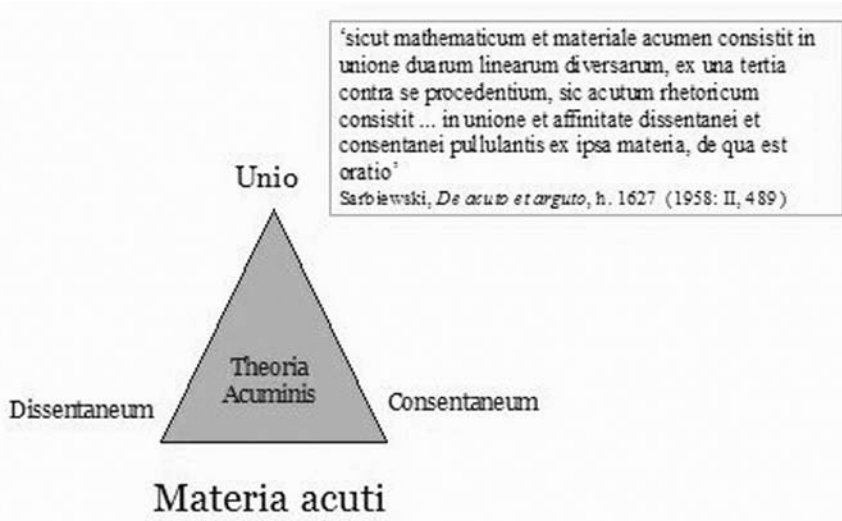 'sicut mathematicum et materiale acumen consistit in
unione duarum linearum diversarum, ex una tertia
contra se procedentium, sic acutum rhetoricum
consistit ... in unione et affinitate dissentanei et
consentanei pullulantis ex ipsa materia, de qua est
oratio'
Sarbiewski, De acuto et arguto, h. 1627 (1958: II, 489)
Unio
Theoria
Acuminis
Dissentaneum
Consentaneum
Materia acuti